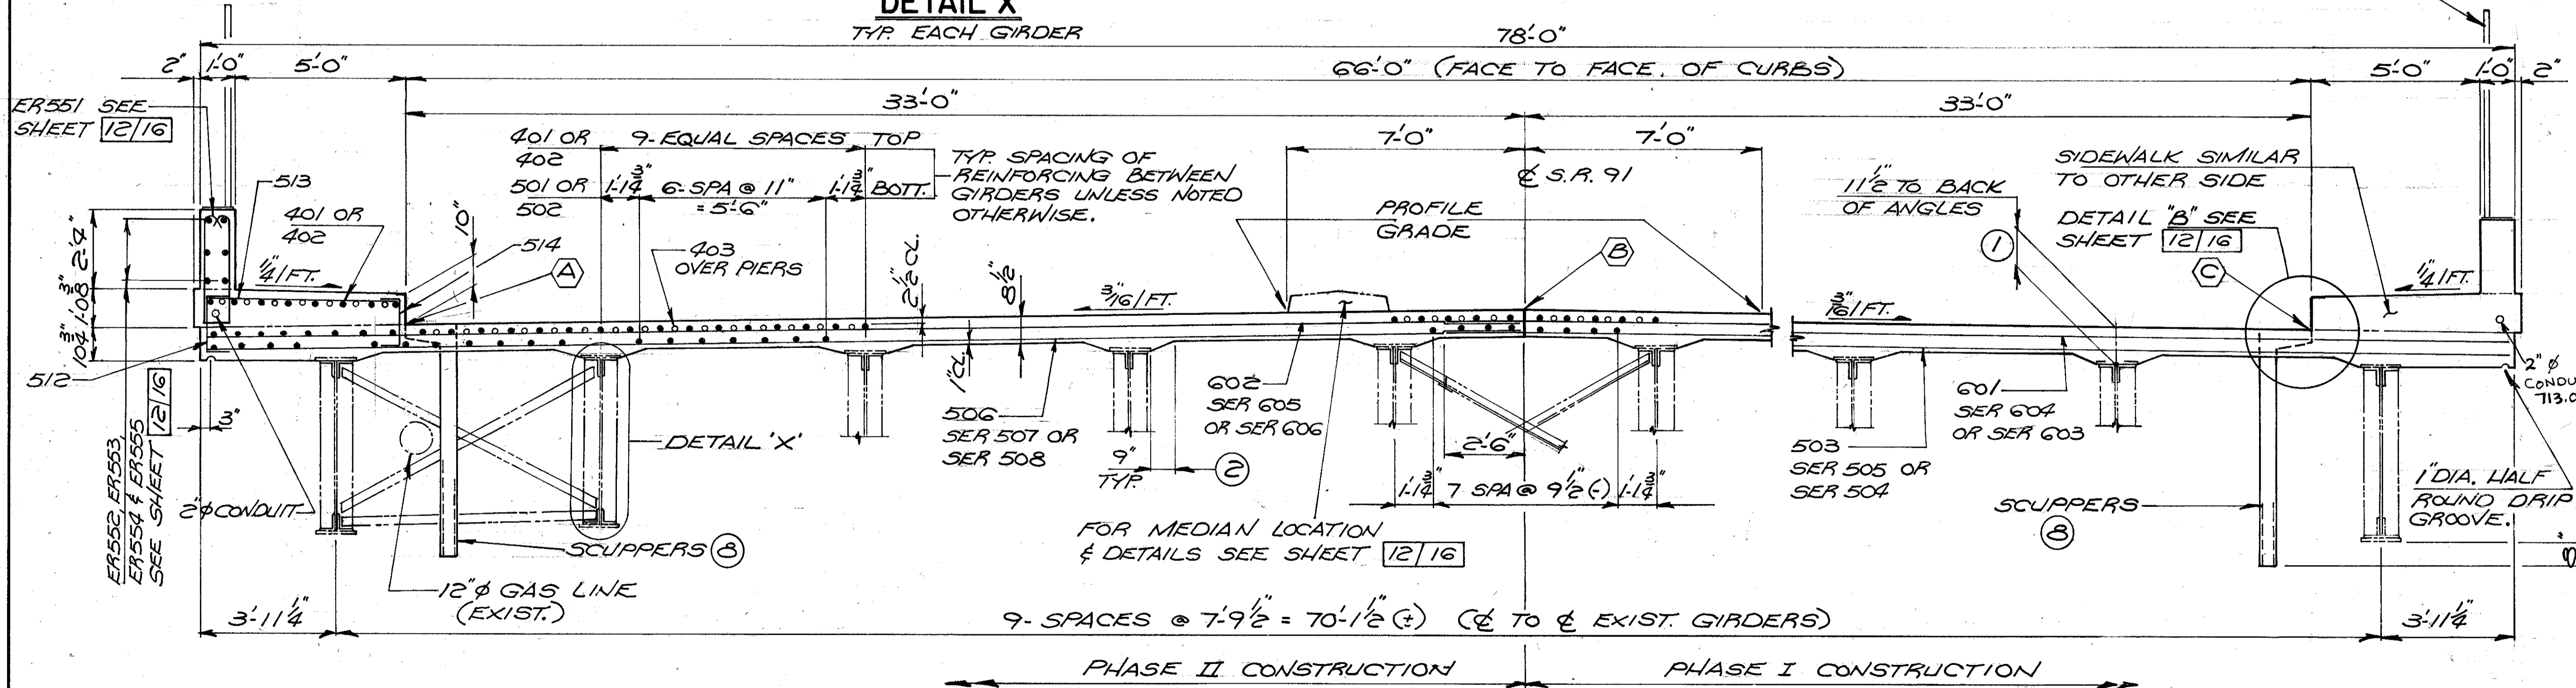 DETAIL X
TYP. EACH GIRDER
78'-0"
66'-0" (FACE TO FACE. OF CURBS)
2" 1'-0" 5'-0"
5'-0" 1'-0" 2"
33'-0"
33'-0"
7'-0"
7'-0"
ER551 SEE
SHEET 12/16
401 OR
402
9-EQUAL SPACES TOP
501 OR
502
1'-1 3/4" 6-SPA @ 11"
= 5'-6"
1'-1 3/4" BOTT.
TYP. SPACING OF
REINFORCING BETWEEN
GIRDERS UNLESS NOTED
OTHERWISE.
℄ S.R. 91
PROFILE
GRADE
11 1/2" TO BACK
OF ANGLES
1
SIDEWALK SIMILAR
TO OTHER SIDE
DETAIL "B" SEE
SHEET 12/16
C
B
513
401 OR
402
10"
514
A
403
OVER PIERS
2 1/2" CL.
8 1/2"
1" CL.
1/4"/FT.
3/16"/FT.
3/16"/FT.
1/4"/FT.
2'-4"
1'-0 8 3/4"
10 4 3/4"
512
3"
ER552, ER553,
ER554 & ER555
SEE SHEET 12/16
2"φ CONDUIT
DETAIL 'X'
SCUPPERS 8
12"φ GAS LINE
(EXIST.)
506
SER 507 OR
SER 508
9"
TYP.
2
602
SER 605
OR SER 606
2'-6"
1'-1 3/4" 7 SPA @ 9 1/2" (-) 1'-1 3/4"
FOR MEDIAN LOCATION
& DETAILS SEE SHEET 12/16
503
SER 505 OR
SER 504
601
SER 604
OR SER 603
SCUPPERS
8
2" φ
CONDU
713.0
1" DIA. HALF
ROUND DRIP
GROOVE.
3'-11 1/4"
9-SPACES @ 7'-9 1/2" = 70'-1 1/2" (±) (℄ TO ℄ EXIST. GIRDERS)
3'-11 1/4"
PHASE II CONSTRUCTION
PHASE I CONSTRUCTION